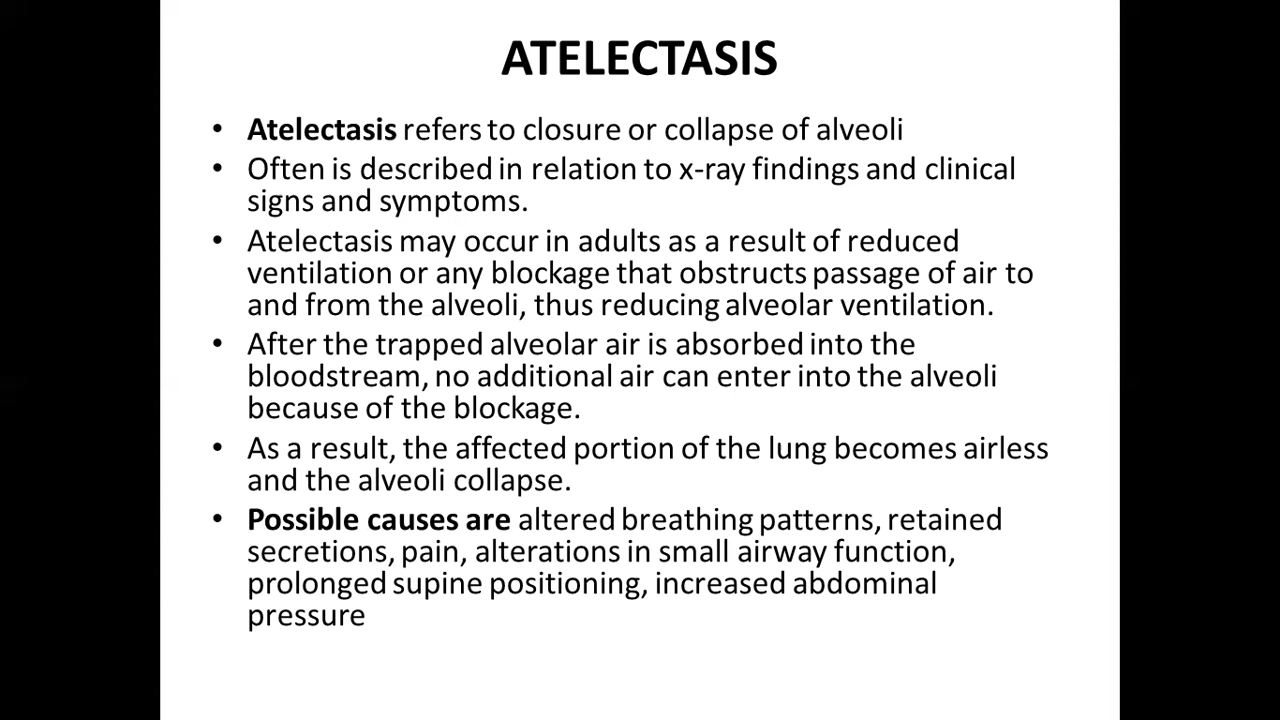 ATELECTASIS
• Atelectasis refers to closure or collapse of alveoli
• Often is described in relation to x-ray findings and clinical
signs and symptoms.
• Atelectasis may occur in adults as a result of reduced
ventilation or any blockage that obstructs passage of air to
and from the alveoli, thus reducing alveolar ventilation.
• After the trapped alveolar air is absorbed into the
bloodstream, no additional air can enter into the alveoli
because of the blockage.
• As a result, the affected portion of the lung becomes airless
and the alveoli collapse.
• Possible causes are altered breathing patterns, retained
secretions, pain, alterations in small airway function,
prolonged supine positioning, increased abdominal
pressure